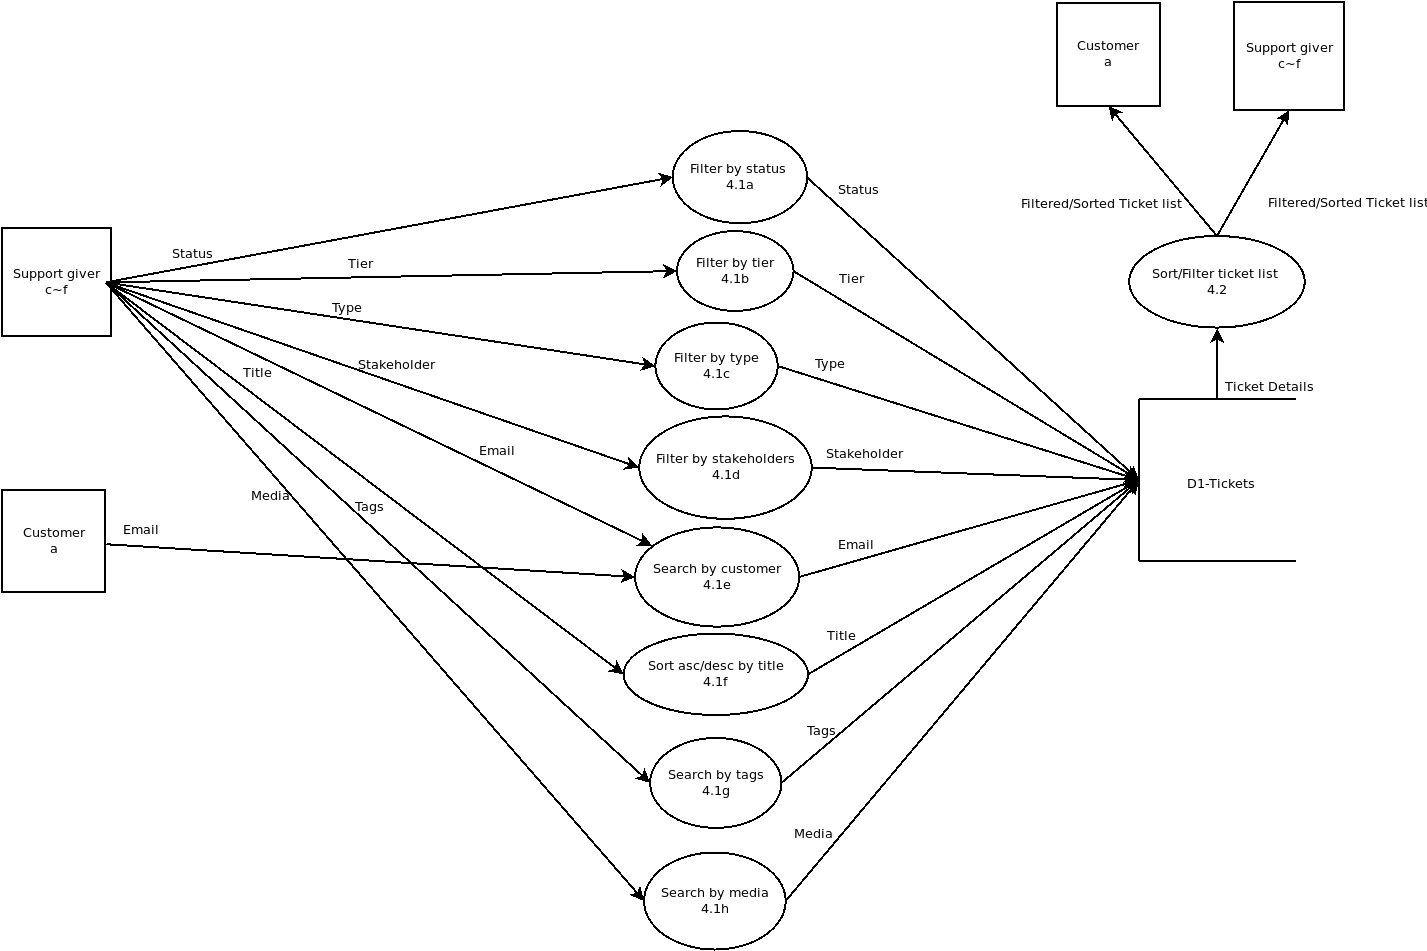 Customer
a
Support giver
c~f
Filter by status
4.1a
Status
Filtered/Sorted Ticket list
Filtered/Sorted Ticket list
Status
Support giver
c~f
Tier
Filter by tier
4.1b
Tier
Sort/Filter ticket list
4.2
Type
Filter by type
4.1c
Type
Title
Stakeholder
Ticket Details
Email
Filter by stakeholders
4.1d
Stakeholder
D1-Tickets
Media
Tags
Customer
a
Email
Search by customer
4.1e
Email
Sort asc/desc by title
4.1f
Title
Tags
Search by tags
4.1g
Media
Search by media
4.1h